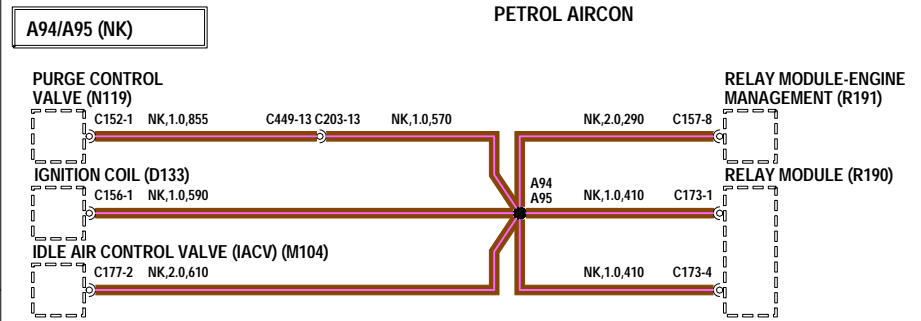 PETROL AIRCON
A94/A95 (NK)
PURGE CONTROL
VALVE (N119)
RELAY MODULE-ENGINE
MANAGEMENT (R191)
C152-1 NK,1.0,855 C449-13 C203-13 NK,1.0,570 NK,2.0,290 C157-8
IGNITION COIL (D133)
RELAY MODULE (R190)
A94
A95
C156-1 NK,1.0,590 NK,1.0,410 C173-1
IDLE AIR CONTROL VALVE (IACV) (M104)
C177-2 NK,2.0,610 NK,1.0,410 C173-4